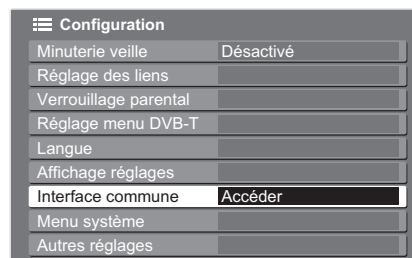 Configuration
Minuterie veille Désactivé
Réglage des liens
Verrouillage parental
Réglage menu DVB-T
Langue
Affichage réglages
Interface commune Accéder
Menu système
Autres réglages